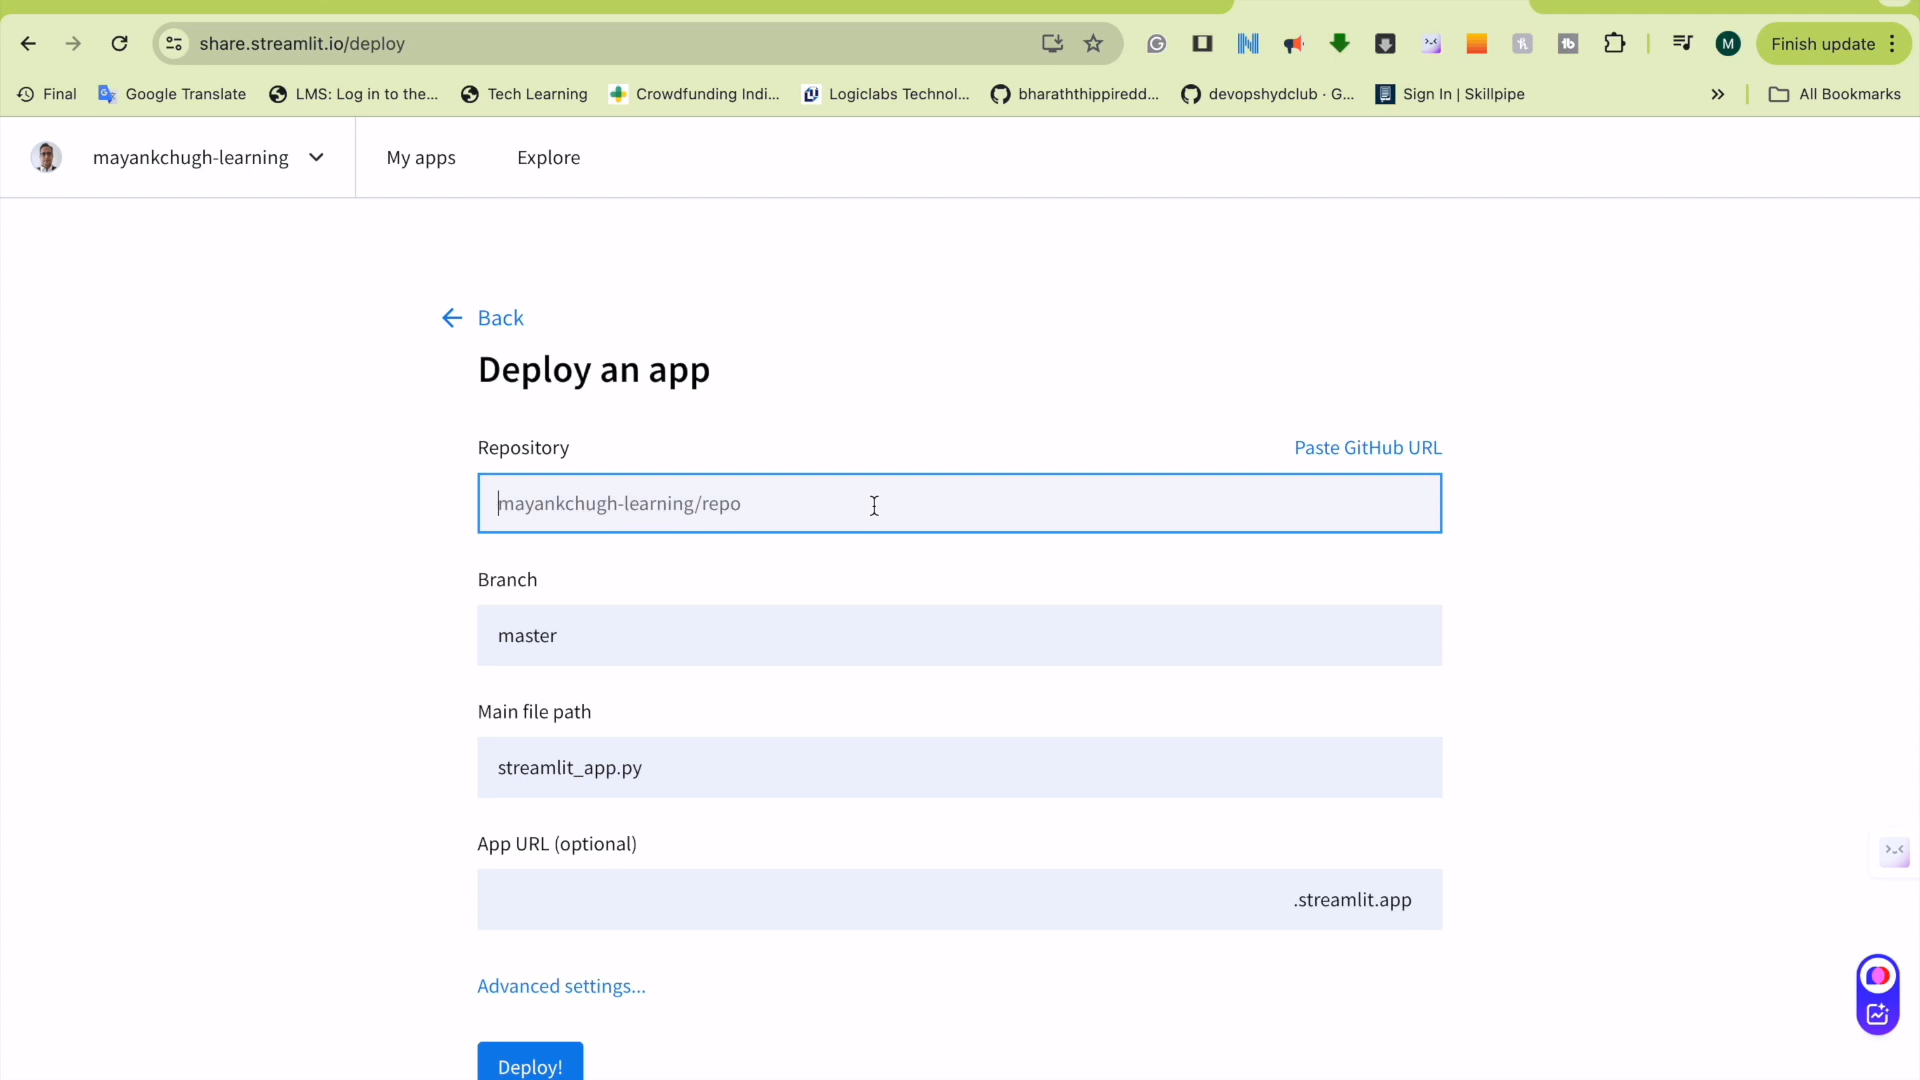 share.streamlit.io/deploy
Finish update
Final
Google Translate
LMS: Log in to the...
Tech Learning
Crowdfunding Indi...
Logiclabs Technol...
bharaththippiredd...
devopshydclub · G...
Sign In | Skillpipe
All Bookmarks
mayankchugh-learning
My apps
Explore
Back
Deploy an app
Repository
Paste GitHub URL
mayankchugh-learning/repo
Branch
master
Main file path
streamlit_app.py
App URL (optional)
.streamlit.app
Advanced settings...
Deploy!